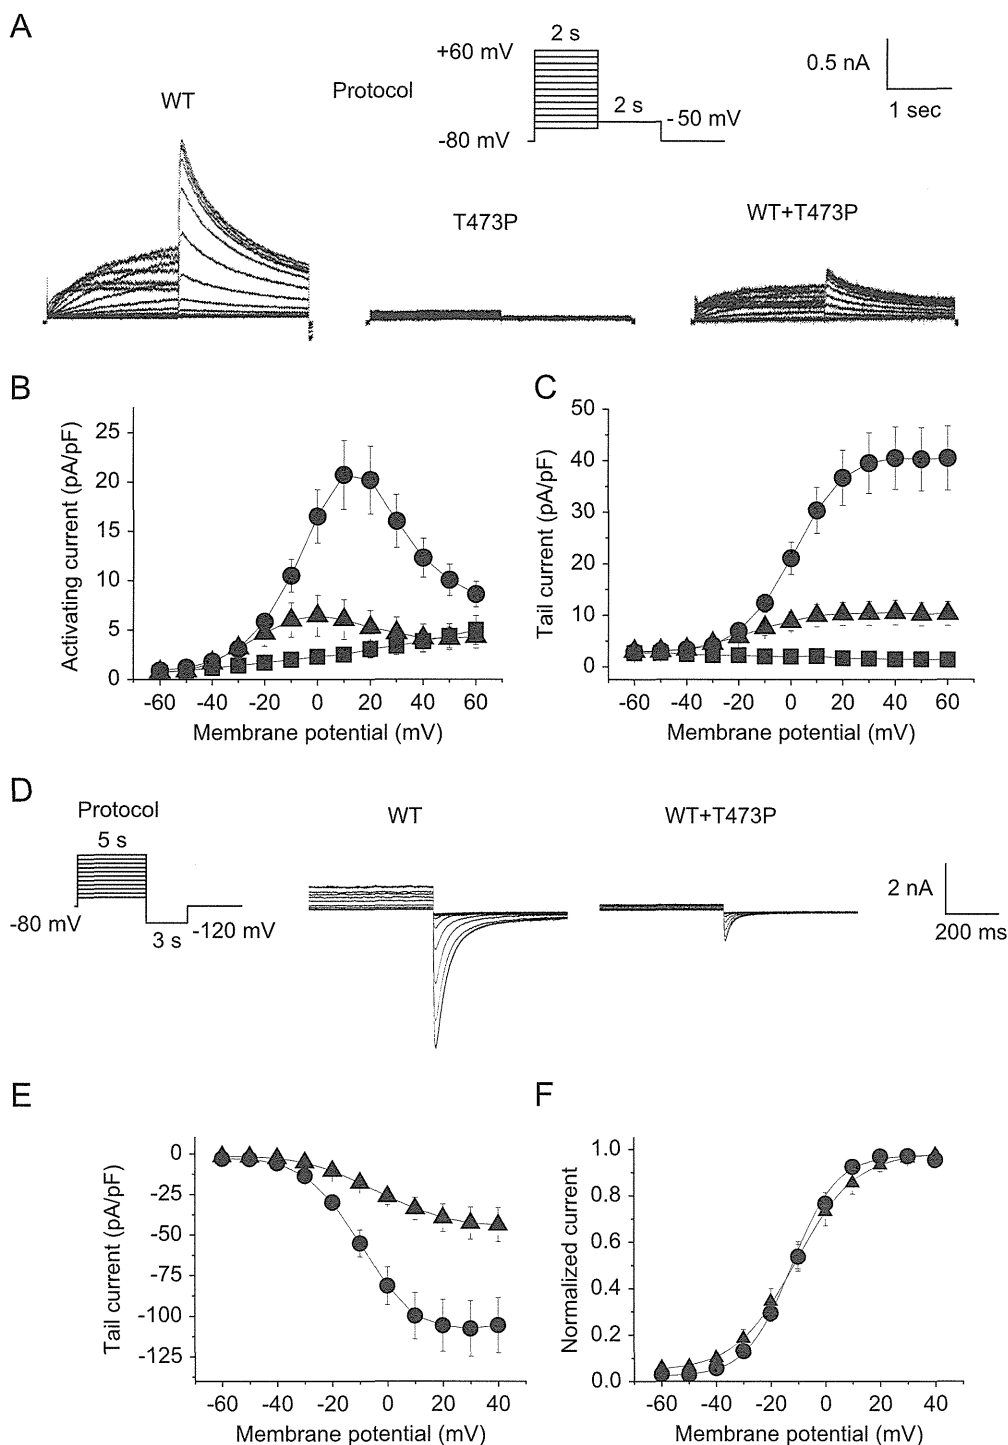 A
2 s
+60 mV
0.5 nA
WT
Protocol
1 sec
2 s
-50 mV
-80 mV
T473P
WT+T473P
B
C
Activating current (pA/pF)
25
20
15
10
5
0
-60 -40 -20 0 20 40 60
Membrane potential (mV)
Tail current (pA/pF)
50
40
30
20
10
0
-60 -40 -20 0 20 40 60
Membrane potential (mV)
D
Protocol
WT
WT+T473P
5 s
2 nA
-80 mV
-120 mV
3 s
200 ms
E
F
Tail current (pA/pF)
0
-25
-50
-75
-100
-125
-60 -40 -20 0 20 40
Membrane potential (mV)
Normalized current
1.0
0.8
0.6
0.4
0.2
0.0
-60 -40 -20 0 20 40
Membrane potential (mV)